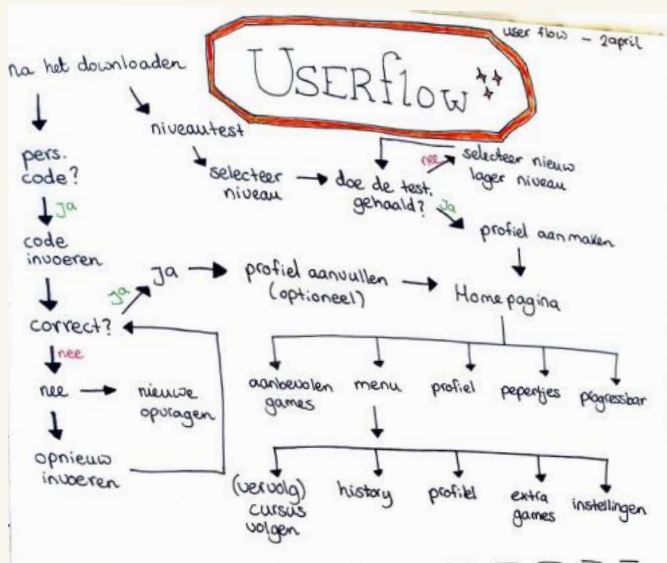 user flow - 2april
USERflow
na het downloaden
niveautest
selecteer
niveau
doe de test.
gehaald?
nee
selecteer nieuw
lager niveau
ja
profiel aanmaken
pers.
code?
ja
code
invoeren
correct?
ja
ja
profiel aanvullen
(optioneel)
Homepagina
nee
nee
nieuwe
opvragen
opnieuw
invoeren
aanbevolen
games
menu
profiel
pepertjes
progressbar
(vervolg)
cursus
volgen
history
profiel
extra
games
instellingen